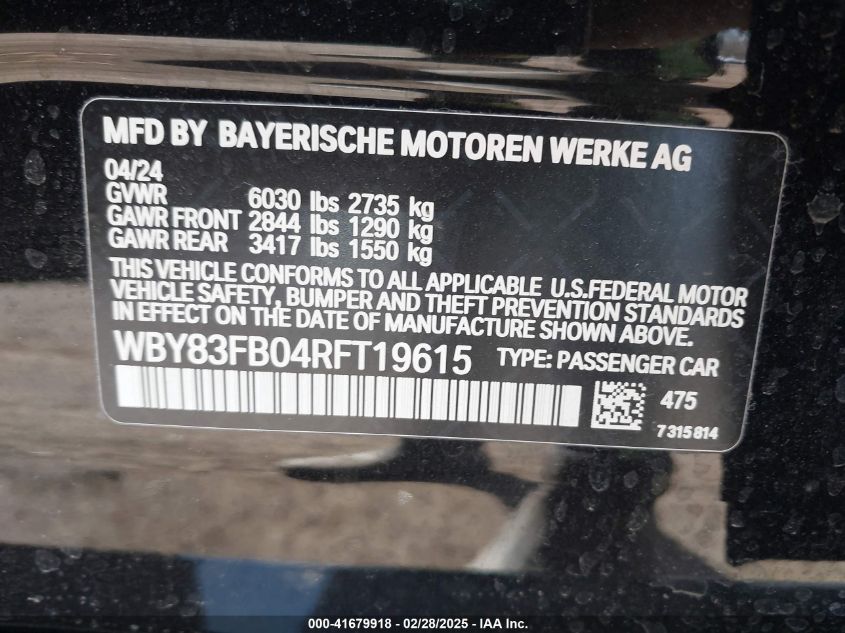 MFD BY BAYERISCHE MOTOREN WERKE AG
04/24
GVWR 6030 lbs 2735 kg
GAWR FRONT 2844 lbs 1290 kg
GAWR REAR 3417 lbs 1550 kg
THIS VEHICLE CONFORMS TO ALL APPLICABLE U.S.FEDERAL MOTOR
VEHICLE SAFETY, BUMPER AND THEFT PREVENTION STANDARDS
IN EFFECT ON THE DATE OF MANUFACTURE SHOWN ABOVE.
WBY83FB04RFT19615 TYPE: PASSENGER CAR
475
7315814
000-41679918 - 02/28/2025 - IAA Inc.